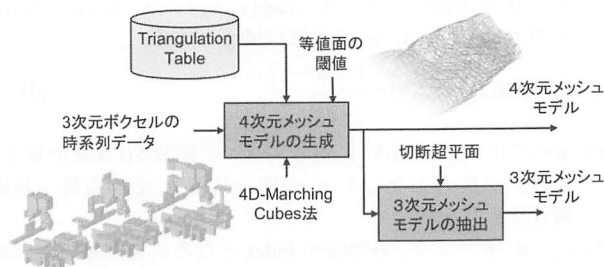 Triangulation
Table
等値面の
閾値
3次元ボクセルの
時系列データ
4次元メッシュ
モデルの生成
4次元メッシュ
モデル
切断超平面
4D-Marching
Cubes法
3次元メッシュ
モデルの抽出
3次元メッシュ
モデル